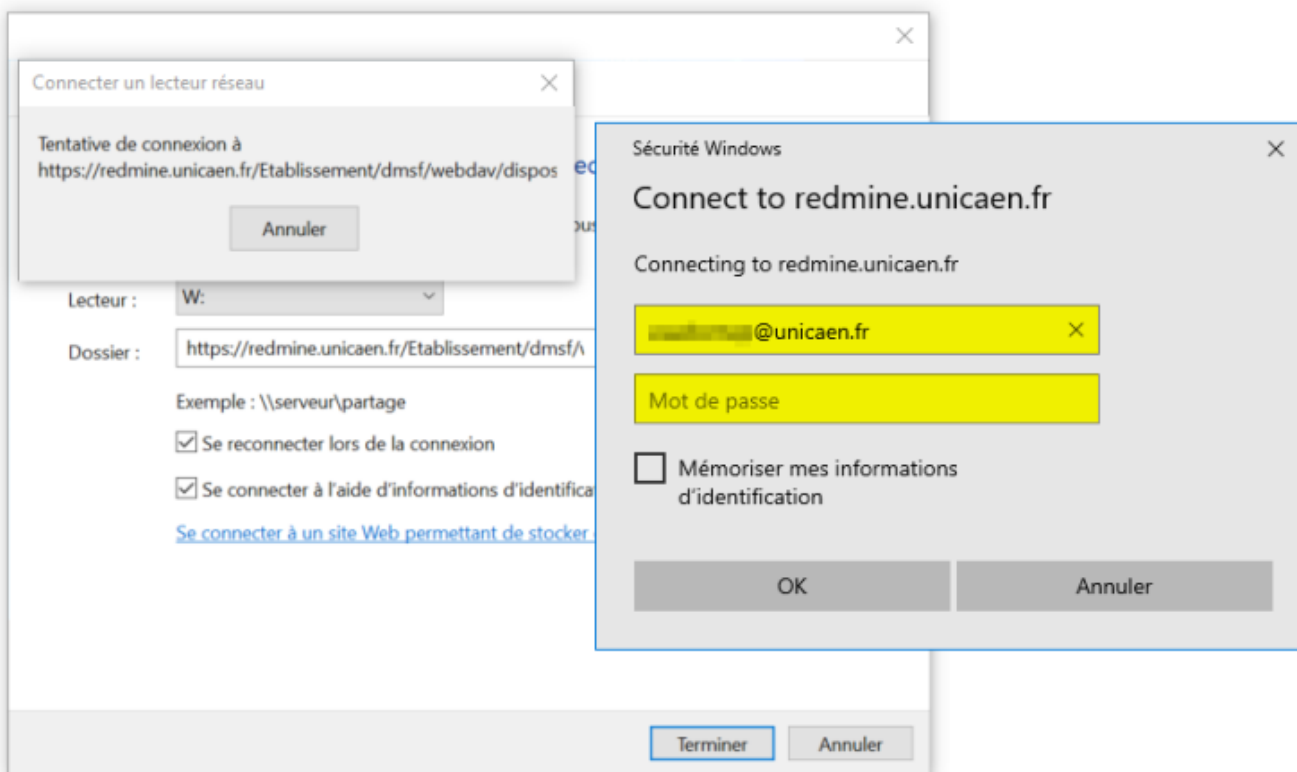 Connecter un lecteur réseau
Tentative de connexion à
https://redmine.unicaen.fr/Etablissement/dmsf/webdav/dispos
Annuler
Lecteur :
W:
Dossier :
https://redmine.unicaen.fr/Etablissement/dmsf/
Exemple : \\serveur\partage
Se reconnecter lors de la connexion
Se connecter à l'aide d'informations
Se connecter à un site Web permettant de stocker
Terminer
Annuler
Sécurité Windows
Connect to redmine.unicaen.fr
Connecting to redmine.unicaen.fr
@unicaen.fr
Mot de passe
Mémoriser mes informations
d'identification
OK
Annuler